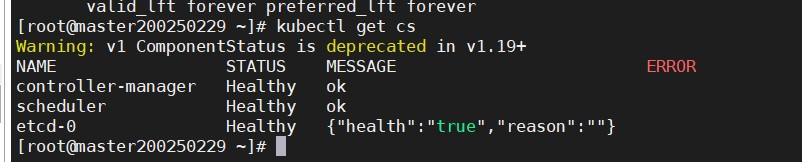 valid_lft forever preferred_lft forever
[root@master200250229 ~]# kubectl get cs
Warning: v1 ComponentStatus is deprecated in v1.19+
NAME STATUS MESSAGE ERROR
controller-manager Healthy ok
scheduler Healthy ok
etcd-0 Healthy {"health":"true","reason":""}
[root@master200250229 ~]#